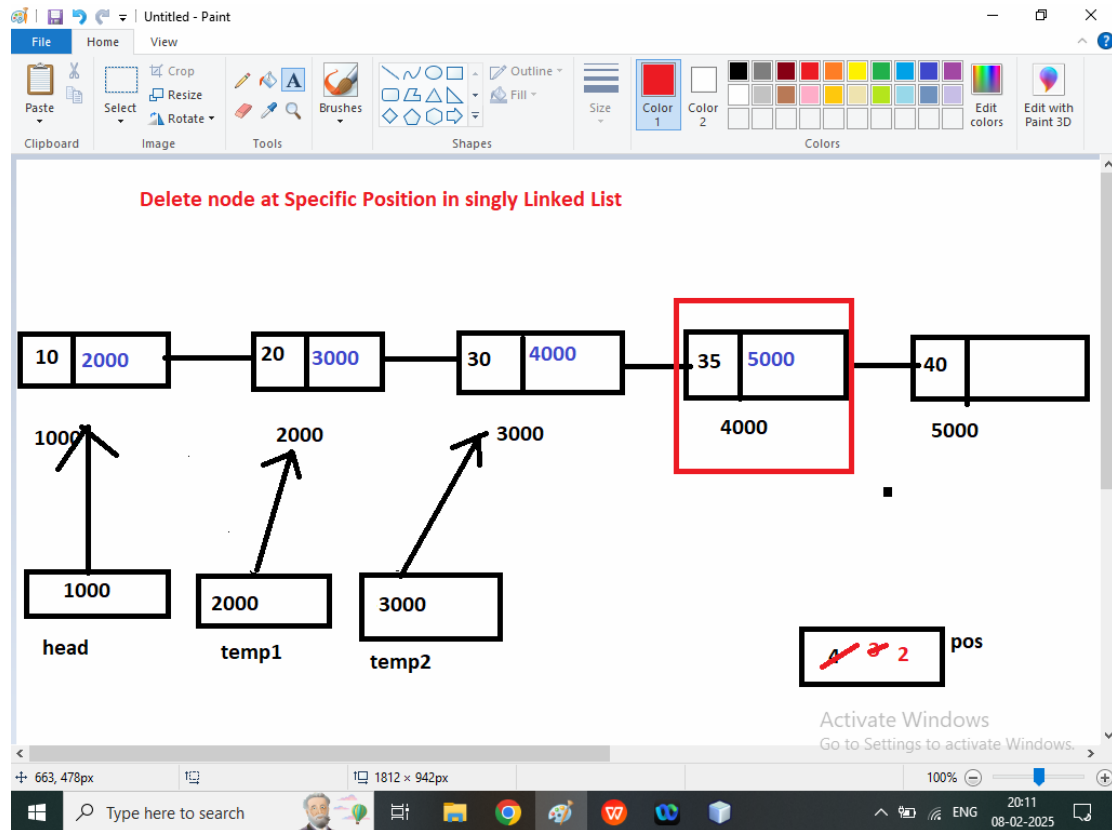 Untitled - Paint
File Home View
Paste
Select
Crop
Resize
Rotate
Brushes
Outline
Fill
Size
Color 1
Color 2
Edit colors
Edit with Paint 3D
Clipboard Image Tools Shapes Colors
Delete node at Specific Position in singly Linked List
10 2000 20 3000 30 4000 35 5000 40
1000 2000 3000 4000 5000
1000 2000 3000
head temp1 temp2
4 3 2 pos
Activate Windows
Go to Settings to activate Windows.
663, 478px 1812 × 942px 100%
Type here to search ENG 20:11
08-02-2025